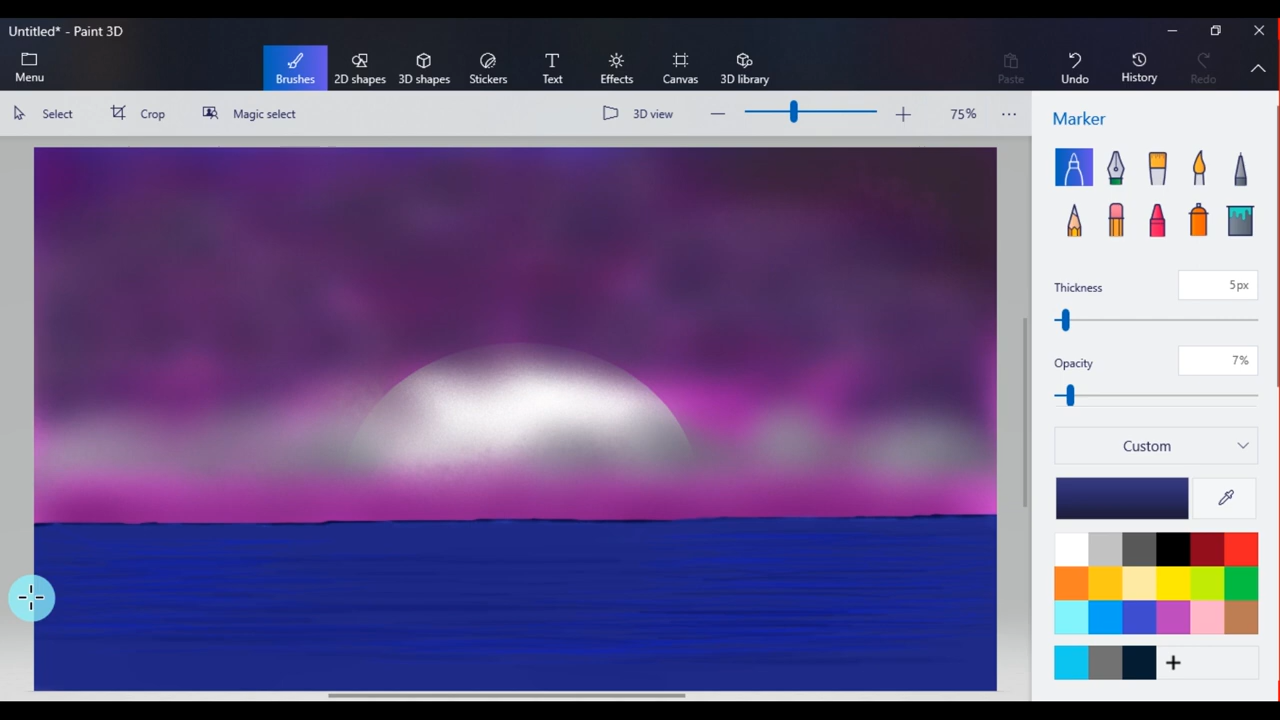 Untitled* - Paint 3D
Menu
Brushes
2D shapes
3D shapes
Stickers
Text
Effects
Canvas
3D library
Paste
Undo
History
Redo
Select
Crop
Magic select
3D view
75%
Marker
Thickness
5px
Opacity
7%
Custom